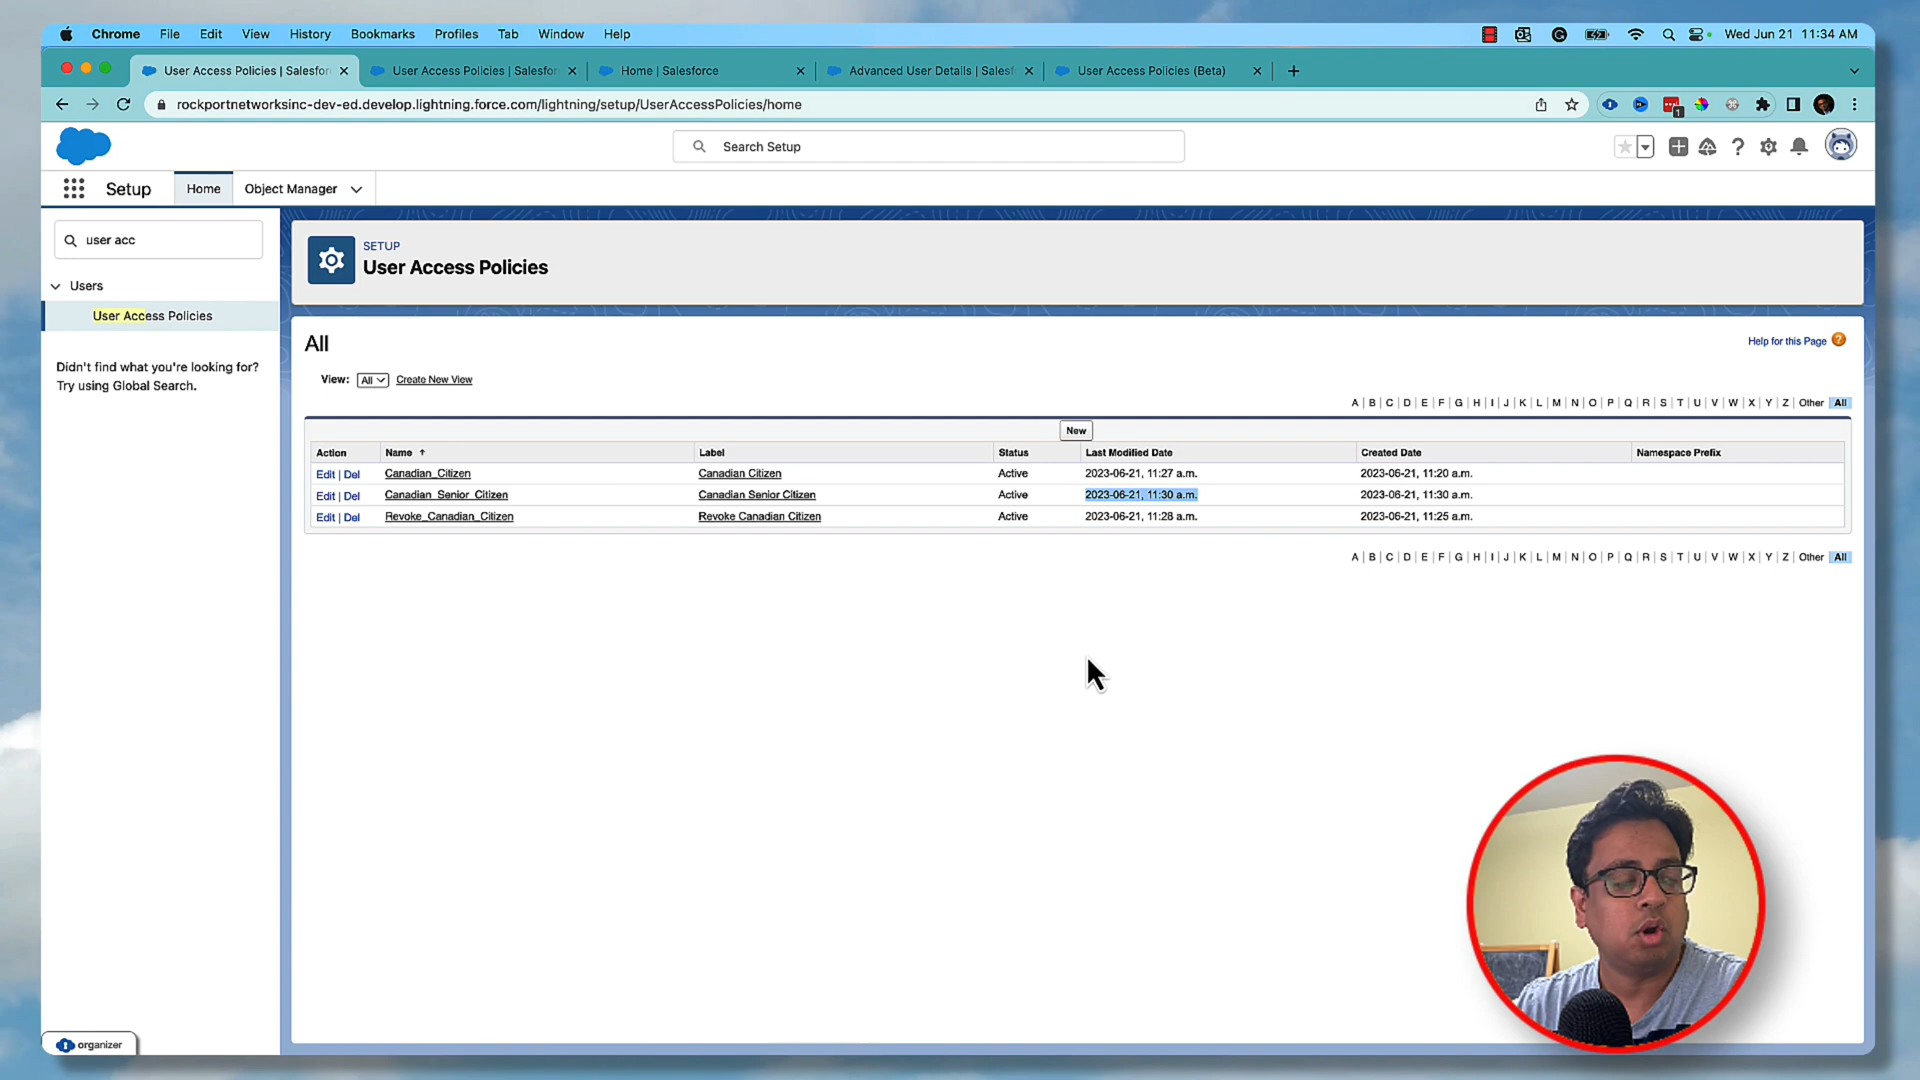 Chrome File Edit View History Bookmarks Profiles Tab Window Help Wed Jun 21 11:34 AM
User Access Policies | Salesfor User Access Policies | Salesfor Home | Salesforce Advanced User Details | Salesf User Access Policies (Beta)
rockportnetworksinc-dev-ed.develop.lightning.force.com/lightning/setup/UserAccessPolicies/home
Search Setup
Setup Home Object Manager
user acc
Users
User Access Policies
Didn't find what you're looking for?
Try using Global Search.
SETUP
User Access Policies
All
Help for this Page ?
View: All Create New View
A | B | C | D | E | F | G | H | I | J | K | L | M | N | O | P | Q | R | S | T | U | V | W | X | Y | Z | Other | All
New
Action Name Label Status Last Modified Date Created Date Namespace Prefix
Edit | Del Canadian_Citizen Canadian Citizen Active 2023-06-21, 11:27 a.m. 2023-06-21, 11:20 a.m.
Edit | Del Canadian_Senior_Citizen Canadian Senior Citizen Active 2023-06-21, 11:30 a.m. 2023-06-21, 11:30 a.m.
Edit | Del Revoke_Canadian_Citizen Revoke Canadian Citizen Active 2023-06-21, 11:28 a.m. 2023-06-21, 11:25 a.m.
A | B | C | D | E | F | G | H | I | J | K | L | M | N | O | P | Q | R | S | T | U | V | W | X | Y | Z | Other | All
organizer